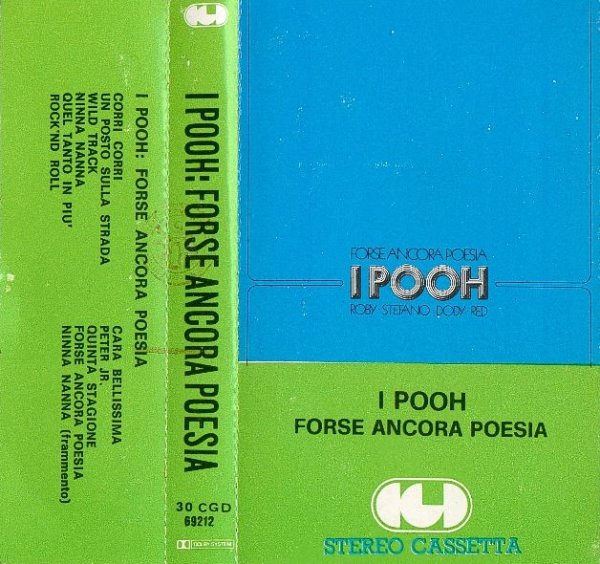 I POOH: FORSE ANCORA POESIA
CORRI CORRI
UN POSTO SULLA STRADA
WILD TRACK
NINNA NANNA
QUEL TANTO IN PIU'
ROCK'ND ROLL
CARA BELLISSIMA
PETER JR.
QUINTA STAGIONE
FORSE ANCORA POESIA
NINNA NANNA (frammento)
I POOH: FORSE ANCORA POESIA
30 CGD
69212
DOLBY SYSTEM
FORSE ANCORA POESIA
I POOH
ROBY STEFANO DODY RED
I POOH
FORSE ANCORA POESIA
STEREO CASSETTA